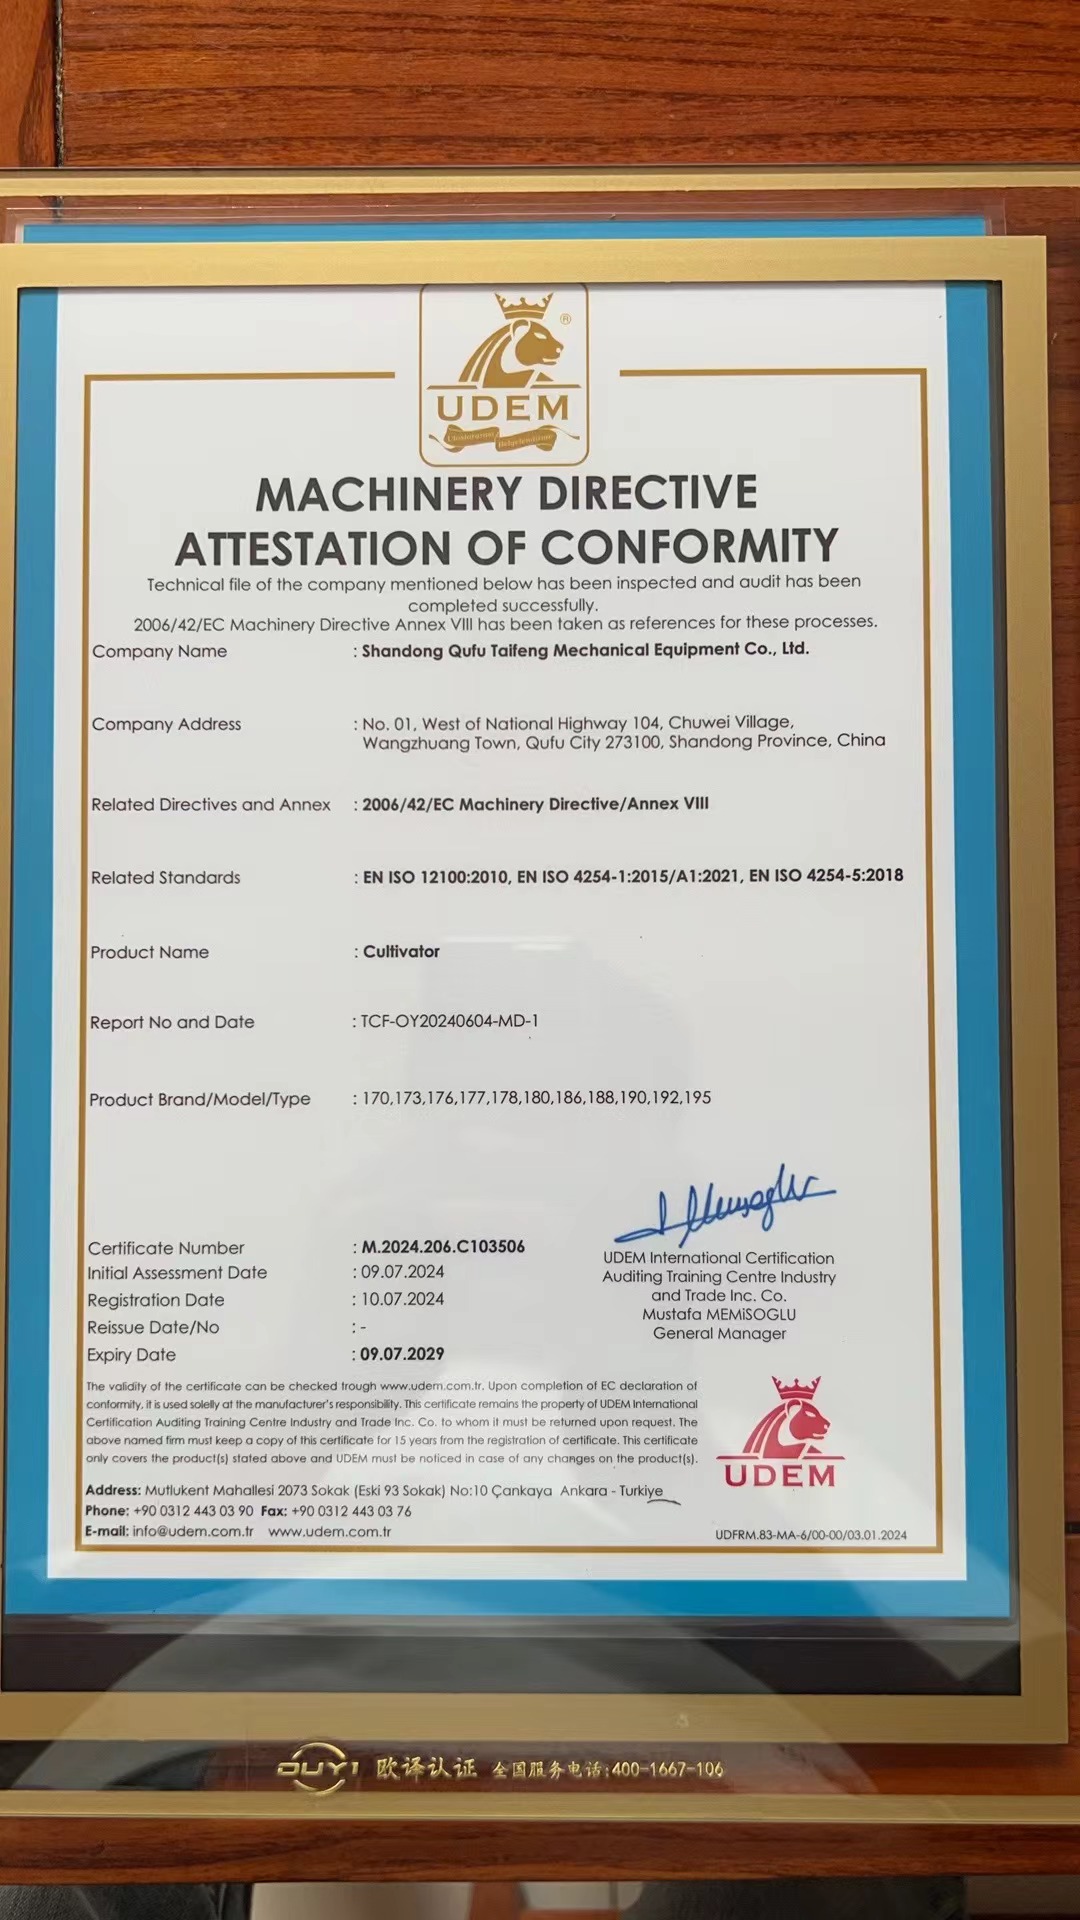 ®
UDEM
Uluslararası Belgelendirme
MACHINERY DIRECTIVE
ATTESTATION OF CONFORMITY
Technical file of the company mentioned below has been inspected and audit has been
completed successfully.
2006/42/EC Machinery Directive Annex VIII has been taken as references for these processes.
Company Name : Shandong Qufu Taifeng Mechanical Equipment Co., Ltd.
Company Address : No. 01, West of National Highway 104, Chuwei Village,
Wangzhuang Town, Qufu City 273100, Shandong Province, China
Related Directives and Annex : 2006/42/EC Machinery Directive/Annex VIII
Related Standards : EN ISO 12100:2010, EN ISO 4254-1:2015/A1:2021, EN ISO 4254-5:2018
Product Name : Cultivator
Report No and Date : TCF-OY20240604-MD-1
Product Brand/Model/Type : 170,173,176,177,178,180,186,188,190,192,195
Certificate Number : M.2024.206.C103506
Initial Assessment Date : 09.07.2024
Registration Date : 10.07.2024
Reissue Date/No : -
Expiry Date : 09.07.2029
UDEM International Certification
Auditing Training Centre Industry
and Trade Inc. Co.
Mustafa MEMiSOGLU
General Manager
The validity of the certificate can be checked trough www.udem.com.tr. Upon completion of EC declaration of
conformity, it is used solelly at the manufacturer's responsibility. This certificate remains the property of UDEM International
Certification Auditing Training Centre Industry and Trade Inc. Co. to whom it must be returned upon request. The
above named firm must keep a copy of this certificate for 15 years from the registration of certificate. This certificate
only covers the product(s) stated above and UDEM must be noticed in case of any changes on the product(s).
UDEM
Address: Mutlukent Mahallesi 2073 Sokak (Eski 93 Sokak) No:10 Çankaya Ankara - Turkiye
Phone: +90 0312 443 03 90 Fax: +90 0312 443 03 76
E-mail: info@udem.com.tr www.udem.com.tr
UDFRM.83-MA-6/00-00/03.01.2024
OUYI 欧译认证 全国服务电话:400-1667-106